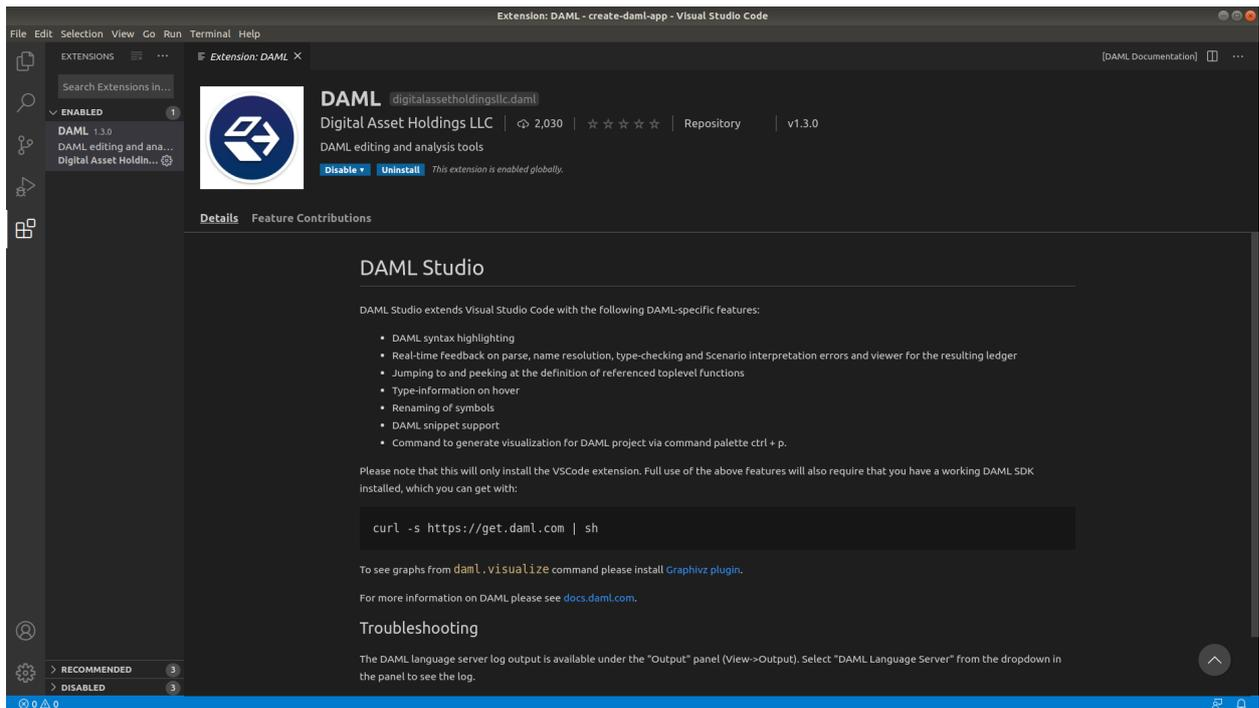 Extension: DAML - create-daml-app - Visual Studio Code
File Edit Selection View Go Run Terminal Help
EXTENSIONS
Extension: DAML
[DAML Documentation]
Search Extensions in...
ENABLED 1
DAML 1.3.0
DAML editing and ana...
Digital Asset Holdin...
DAML digitalassetholdingsllc.daml
Digital Asset Holdings LLC 2,030 Repository v1.3.0
DAML editing and analysis tools
Disable Uninstall This extension is enabled globally.
Details Feature Contributions
DAML Studio
DAML Studio extends Visual Studio Code with the following DAML-specific features:
• DAML syntax highlighting
• Real-time feedback on parse, name resolution, type-checking and Scenario interpretation errors and viewer for the resulting ledger
• Jumping to and peeking at the definition of referenced toplevel functions
• Type-information on hover
• Renaming of symbols
• DAML snippet support
• Command to generate visualization for DAML project via command palette ctrl + p.
Please note that this will only install the VSCode extension. Full use of the above features will also require that you have a working DAML SDK
installed, which you can get with:
curl -s https://get.daml.com | sh
To see graphs from daml.visualize command please install Graphivz plugin.
For more information on DAML please see docs.daml.com.
Troubleshooting
The DAML language server log output is available under the "Output" panel (View->Output). Select "DAML Language Server" from the dropdown in
the panel to see the log.
RECOMMENDED 3
DISABLED 3
0 0